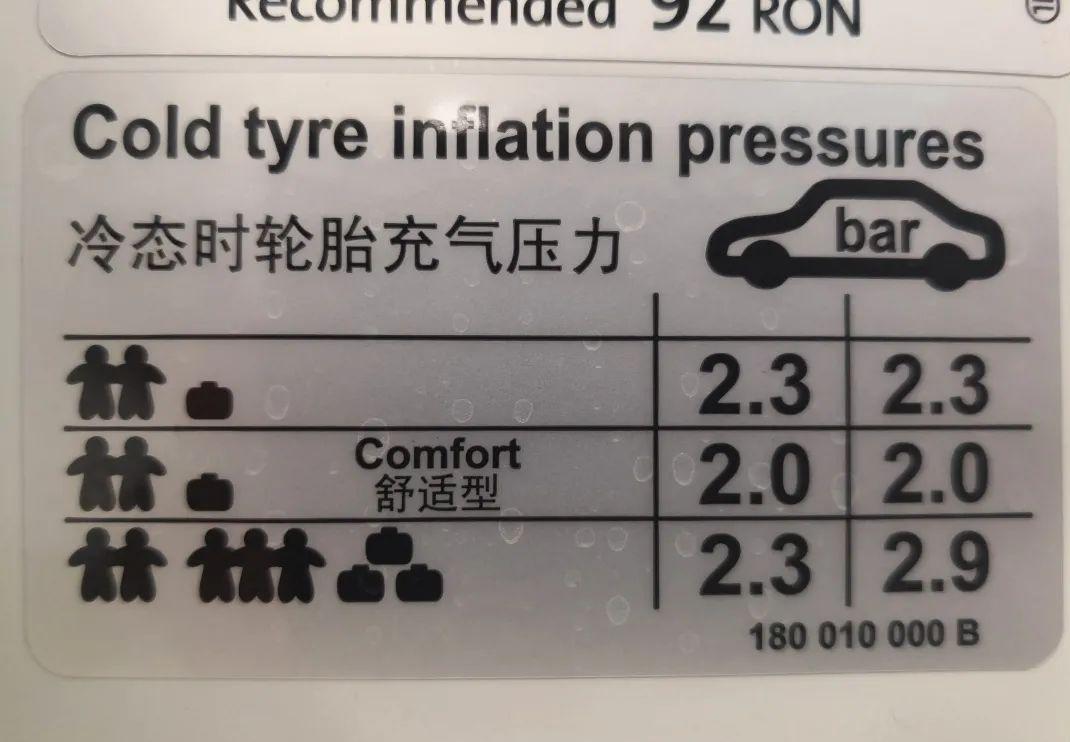 Recommended 92 RON
Cold tyre inflation pressures
冷态时轮胎充气压力
bar
2.3 2.3
Comfort
舒适型
2.0 2.0
2.3 2.9
180 010 000 B